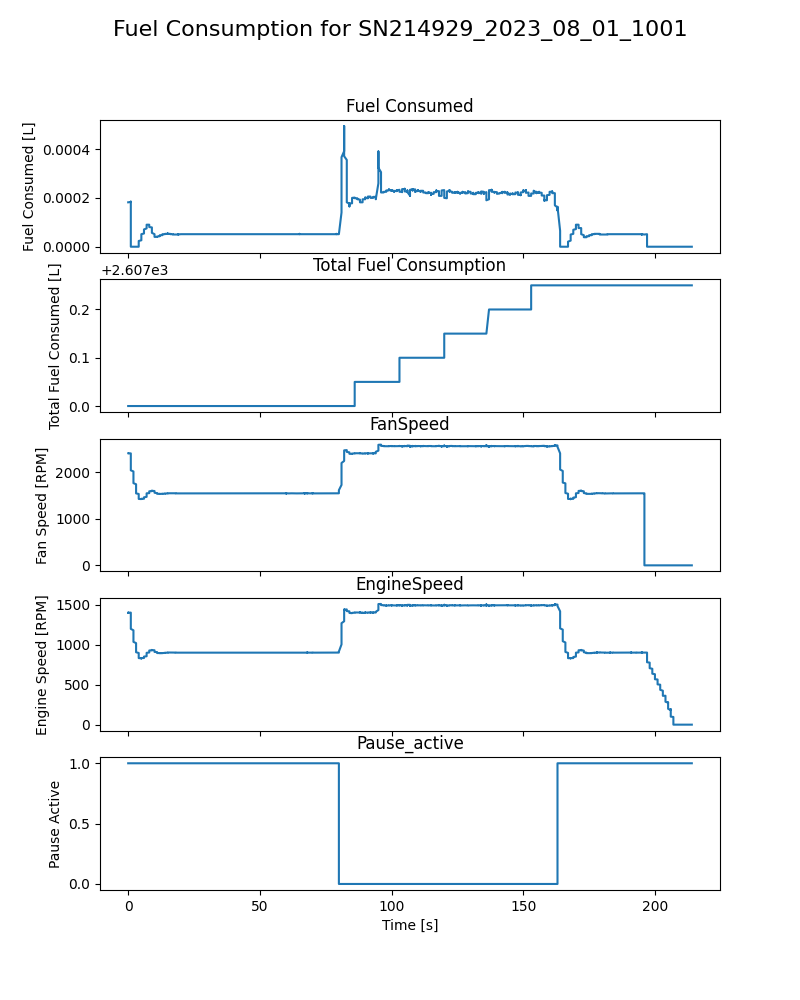 Fuel Consumption for SN214929_2023_08_01_1001
Fuel Consumed
Fuel Consumed [L]
0.0004
0.0002
0.0000
Total Fuel Consumption
+2.607e3
Total Fuel Consumed [L]
0.2
0.1
0.0
FanSpeed
Fan Speed [RPM]
2000
1000
0
EngineSpeed
Engine Speed [RPM]
1500
1000
500
0
Pause_active
Pause Active
1.0
0.5
0.0
0 50 100 150 200
Time [s]